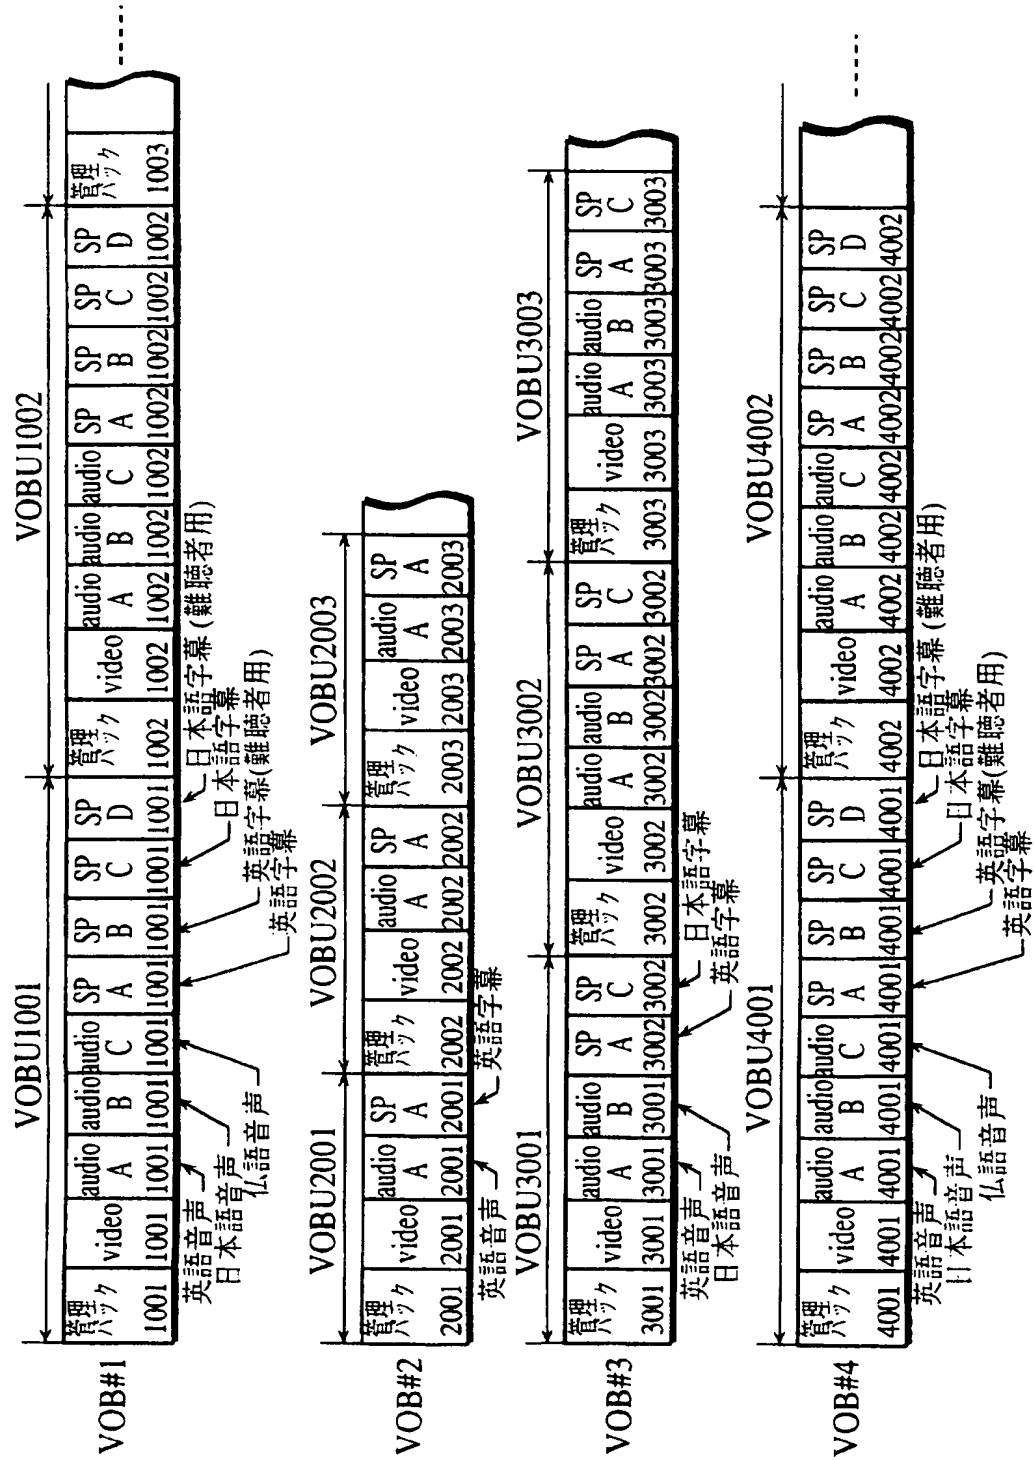 VOBU1001
VOBU1002
VOB#1
管理パック 1001
video 1001
audio A 1001
audio B 1001
audio C 1001
SP A 1001
SP B 1001
SP C 1001
SP D 1001
管理パック 1002
video 1002
audio A 1002
audio B 1002
audio C 1002
SP A 1002
SP B 1002
SP C 1002
SP D 1002
管理パック 1003
英語音声
日本語音声
仏語音声
英語字幕
英語字幕(難聴者用)
日本語字幕
日本語字幕(難聴者用)
VOBU2001
VOBU2002
VOBU2003
VOB#2
管理パック 2001
video 2001
audio A 2001
SP A 2001
管理パック 2002
video 2002
audio A 2002
SP A 2002
管理パック 2003
video 2003
audio A 2003
SP A 2003
英語音声
英語字幕
VOBU3001
VOBU3002
VOBU3003
VOB#3
管理パック 3001
video 3001
audio A 3001
audio B 3001
SP A 3002
SP C 3002
管理パック 3002
video 3002
audio A 3002
audio B 3002
SP A 3002
SP C 3002
管理パック 3003
video 3003
audio A 3003
audio B 3003
SP A 3003
SP C 3003
英語音声
日本語音声
英語字幕
日本語字幕
VOBU4001
VOBU4002
VOB#4
管理パック 4001
video 4001
audio A 4001
audio B 4001
audio C 4001
SP A 4001
SP B 4001
SP C 4001
SP D 4001
管理パック 4002
video 4002
audio A 4002
audio B 4002
audio C 4002
SP A 4002
SP B 4002
SP C 4002
SP D 4002
英語音声
日本語音声
仏語音声
英語字幕
英語字幕(難聴者用)
日本語字幕
日本語字幕(難聴者用)